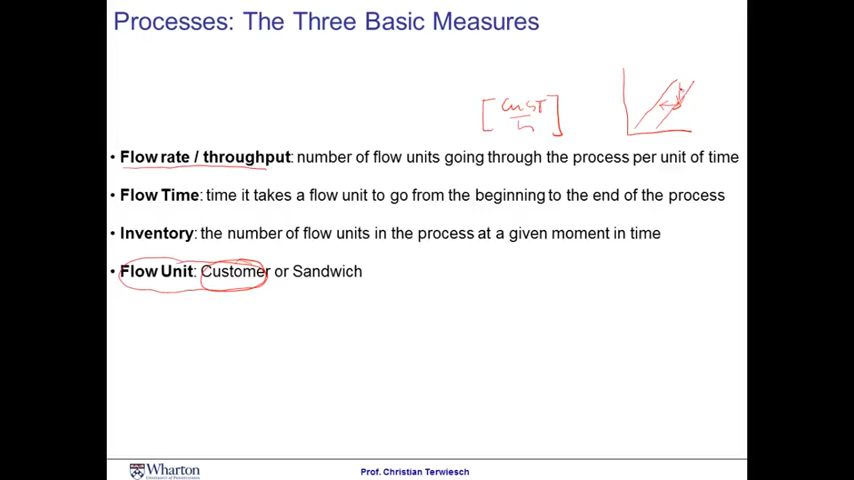 Processes: The Three Basic Measures
[cust/h]
• Flow rate / throughput: number of flow units going through the process per unit of time
• Flow Time: time it takes a flow unit to go from the beginning to the end of the process
• Inventory: the number of flow units in the process at a given moment in time
• Flow Unit: Customer or Sandwich
Wharton
Prof. Christian Terwiesch